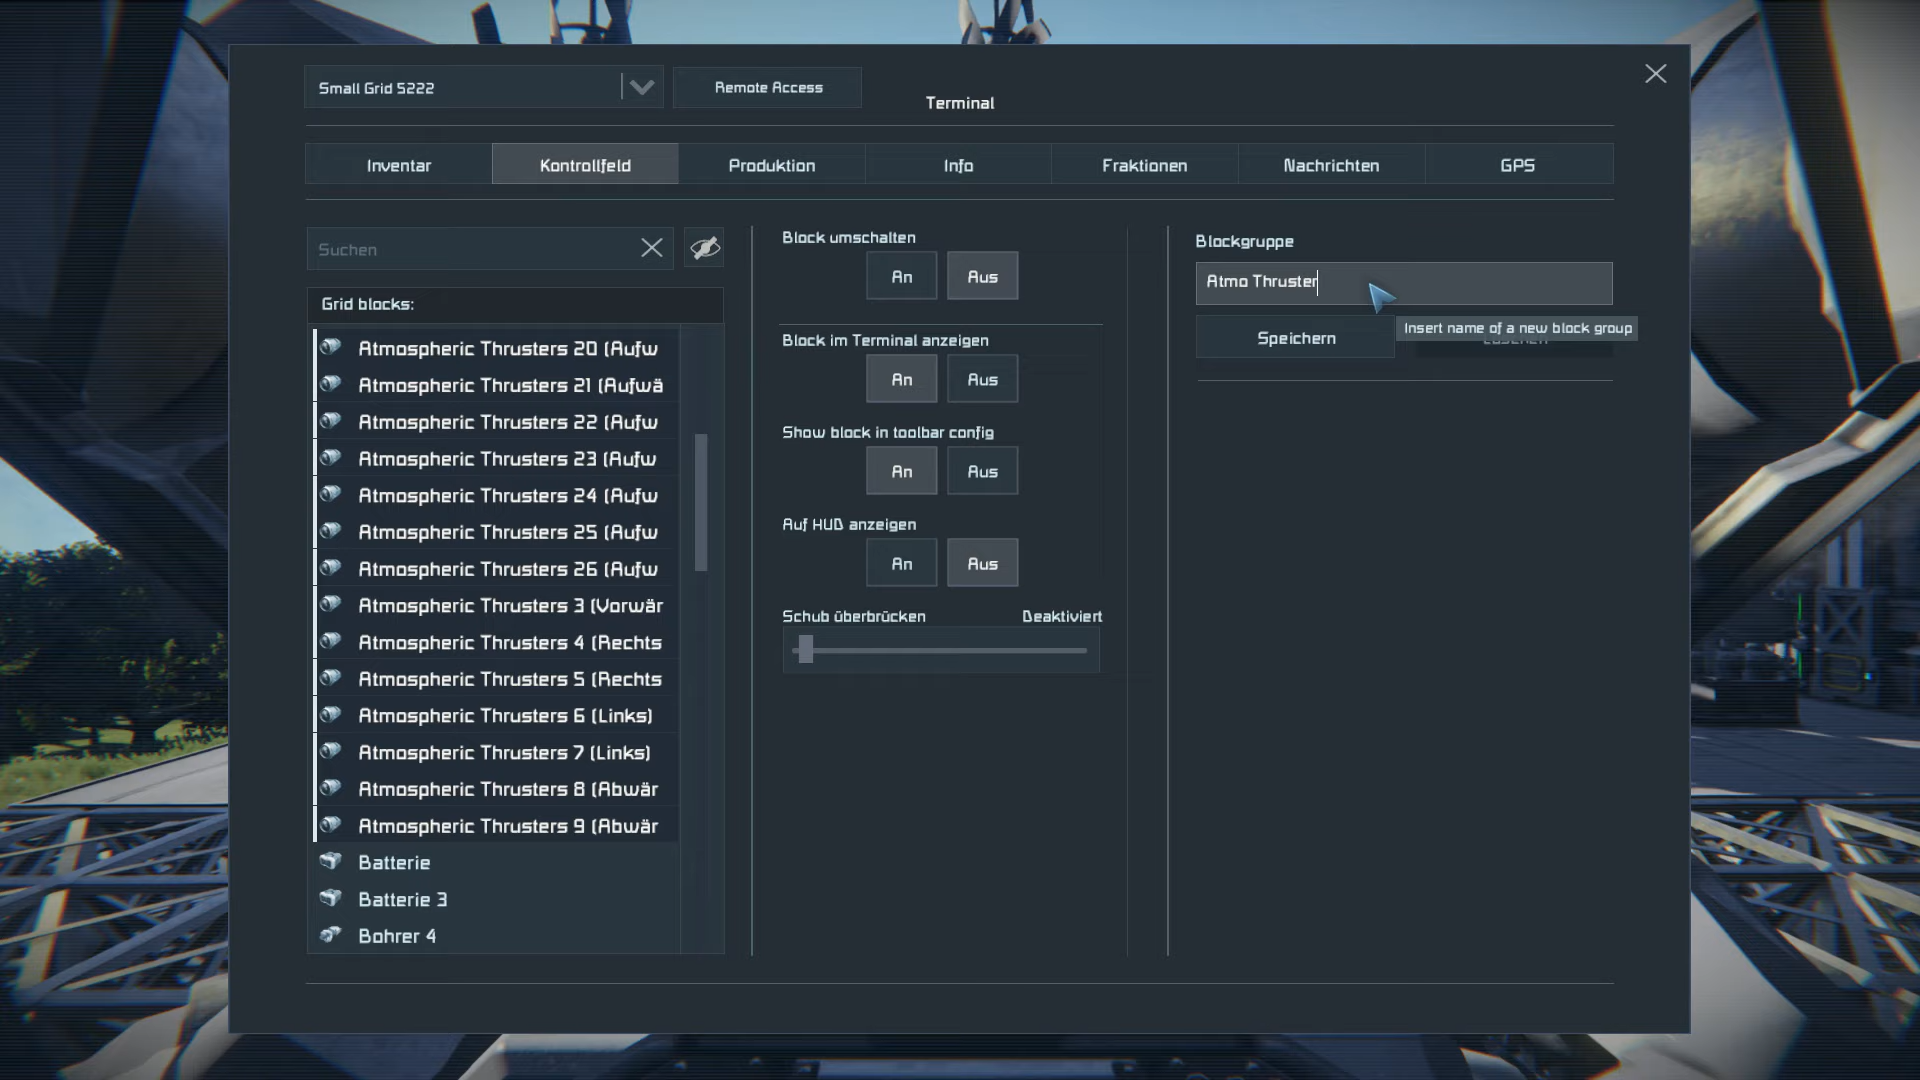 Small Grid 5222
Remote Access
Terminal
Inventar
Kontrollfeld
Produktion
Info
Fraktionen
Nachrichten
GPS
Suchen
Grid blocks:
Atmospheric Thrusters 20 (Aufw
Atmospheric Thrusters 21 (Aufwä
Atmospheric Thrusters 22 (Aufw
Atmospheric Thrusters 23 (Aufw
Atmospheric Thrusters 24 (Aufw
Atmospheric Thrusters 25 (Aufw
Atmospheric Thrusters 26 (Aufw
Atmospheric Thrusters 3 (Vorwär
Atmospheric Thrusters 4 (Rechts
Atmospheric Thrusters 5 (Rechts
Atmospheric Thrusters 6 (Links)
Atmospheric Thrusters 7 (Links)
Atmospheric Thrusters 8 (Abwär
Atmospheric Thrusters 9 (Abwär
Batterie
Batterie 3
Bohrer 4
Block umschalten
An
Aus
Block im Terminal anzeigen
An
Aus
Show block in toolbar config
An
Aus
Auf HUD anzeigen
An
Aus
Schub überbrücken
Deaktiviert
Blockgruppe
Atmo Thruster
Insert name of a new block group
Speichern